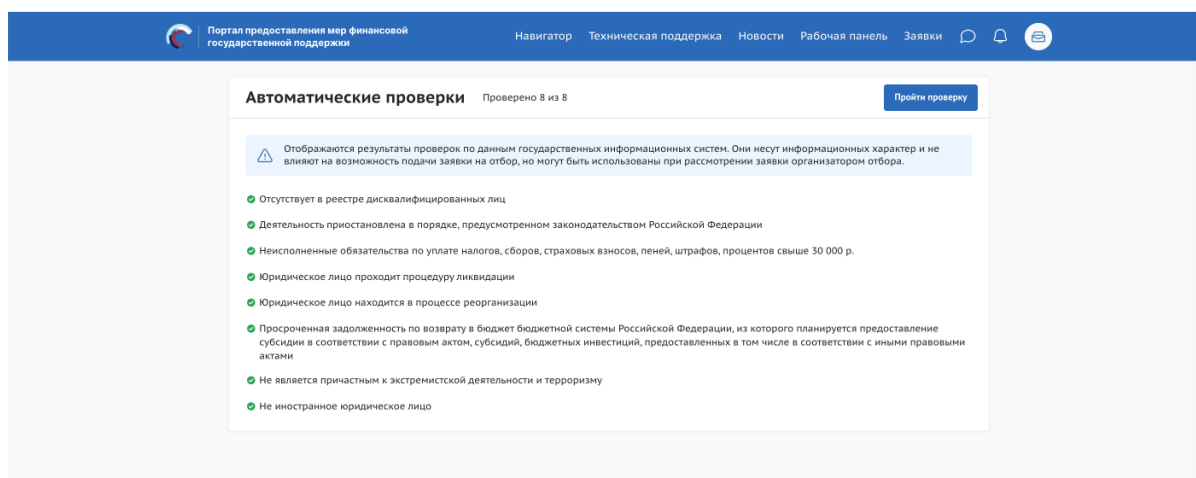 Портал предоставления мер финансовой
государственной поддержки
Навигатор Техническая поддержка Новости Рабочая панель Заявки
Автоматические проверки Проверено 8 из 8 Пройти проверку
Отображаются результаты проверок по данным государственных информационных систем. Они несут информационных характер и не
влияют на возможность подачи заявки на отбор, но могут быть использованы при рассмотрении заявки организатором отбора.
Отсутствует в реестре дисквалифицированных лиц
Деятельность приостановлена в порядке, предусмотренном законодательством Российской Федерации
Неисполненные обязательства по уплате налогов, сборов, страховых взносов, пеней, штрафов, процентов свыше 30 000 р.
Юридическое лицо проходит процедуру ликвидации
Юридическое лицо находится в процессе реорганизации
Просроченная задолженность по возврату в бюджет бюджетной системы Российской Федерации, из которого планируется предоставление
субсидии в соответствии с правовым актом, субсидий, бюджетных инвестиций, предоставленных в том числе в соответствии с иными правовыми
актами
Не является причастным к экстремистской деятельности и терроризму
Не иностранное юридическое лицо